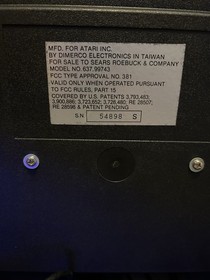 MFD. FOR ATARI INC.
BY DIMERCO ELECTRONICS IN TAIWAN
FOR SALE TO SEARS ROEBUCK & COMPANY
MODEL NO 637.99743
FCC TYPE APPROVAL NO. 381
VALID ONLY WHEN OPERATED PURSUANT
TO FCC RULES, PART 15
COVERED BY U.S. PATENTS 3,793,483;
3,900,886; 3,723,652; 3,728,480; RE 28507;
RE 28598 & PATENT PENDING
SN 54898 S